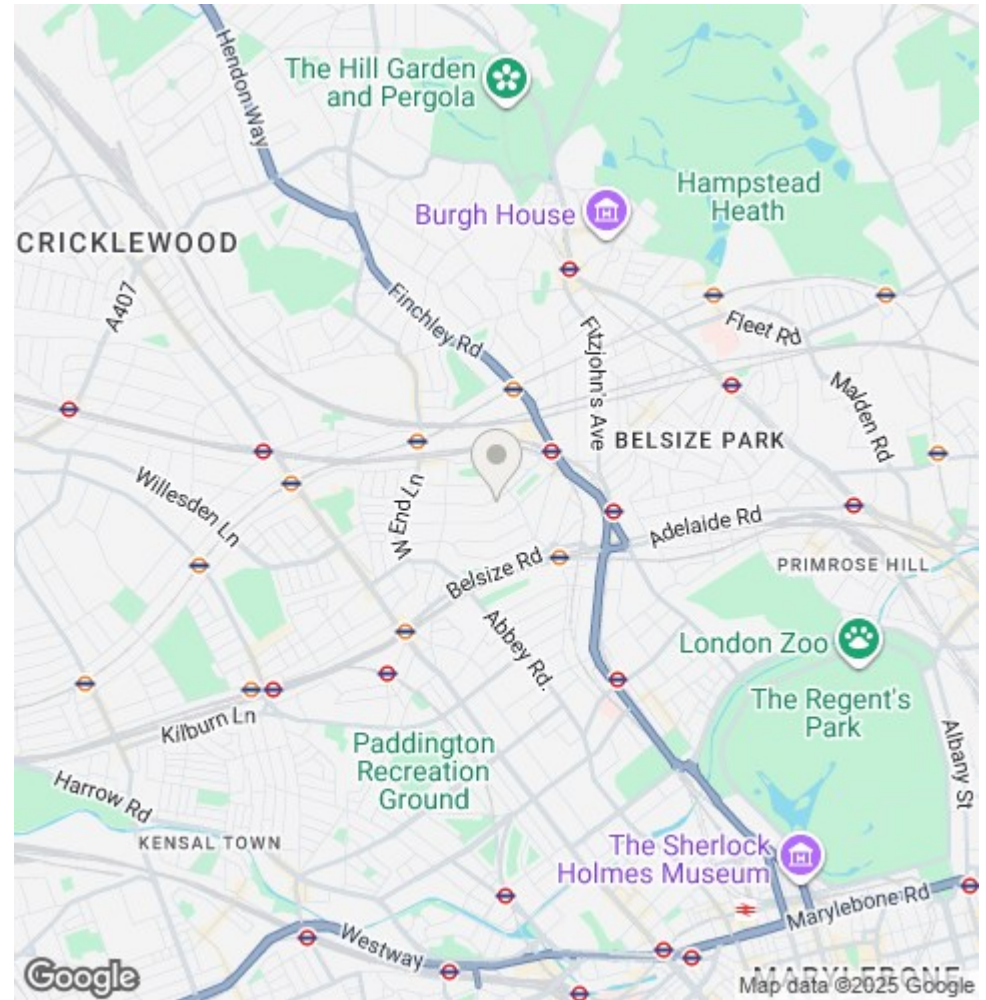 Hendon Way
The Hill Garden
and Pergola
Hampstead
Heath
Burgh House
CRICKLEWOOD
A407
Finchley Rd
Fitzjohn's Ave
Fleet Rd
Malden Rd
BELSIZE PARK
Willesden Ln
W End Ln
Adelaide Rd
Belsize Rd
PRIMROSE HILL
Abbey Rd.
London Zoo
The Regent's
Park
Kilburn Ln
Albany St
Paddington
Recreation
Ground
Harrow Rd
KENSAL TOWN
The Sherlock
Holmes Museum
Marylebone Rd
Westway
MARYLEBONE
Google
Map data ©2025 Google